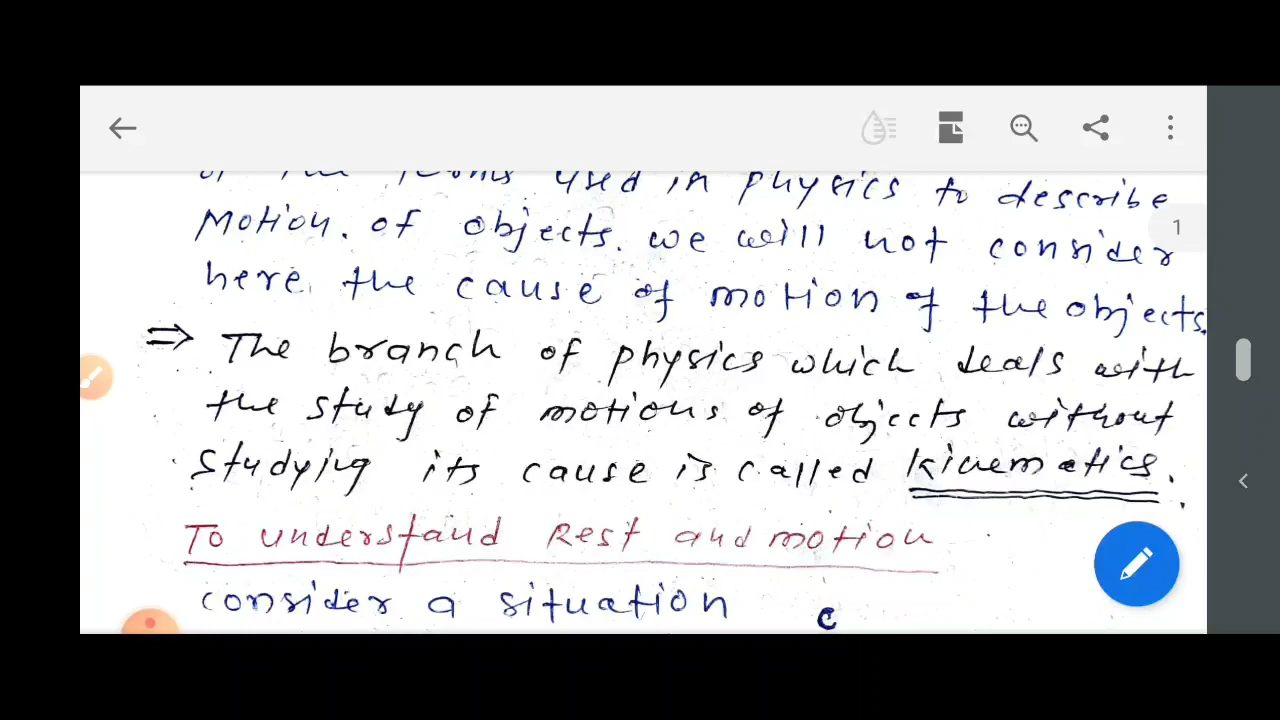 used in physics to describe
Motion. of objects. we will not consider
here the cause of motion of the objects.
⇒ The branch of physics which deals with
the study of motions of objects without
studying its cause is called kinematics.
To understand Rest and motion
consider a situation
C
1